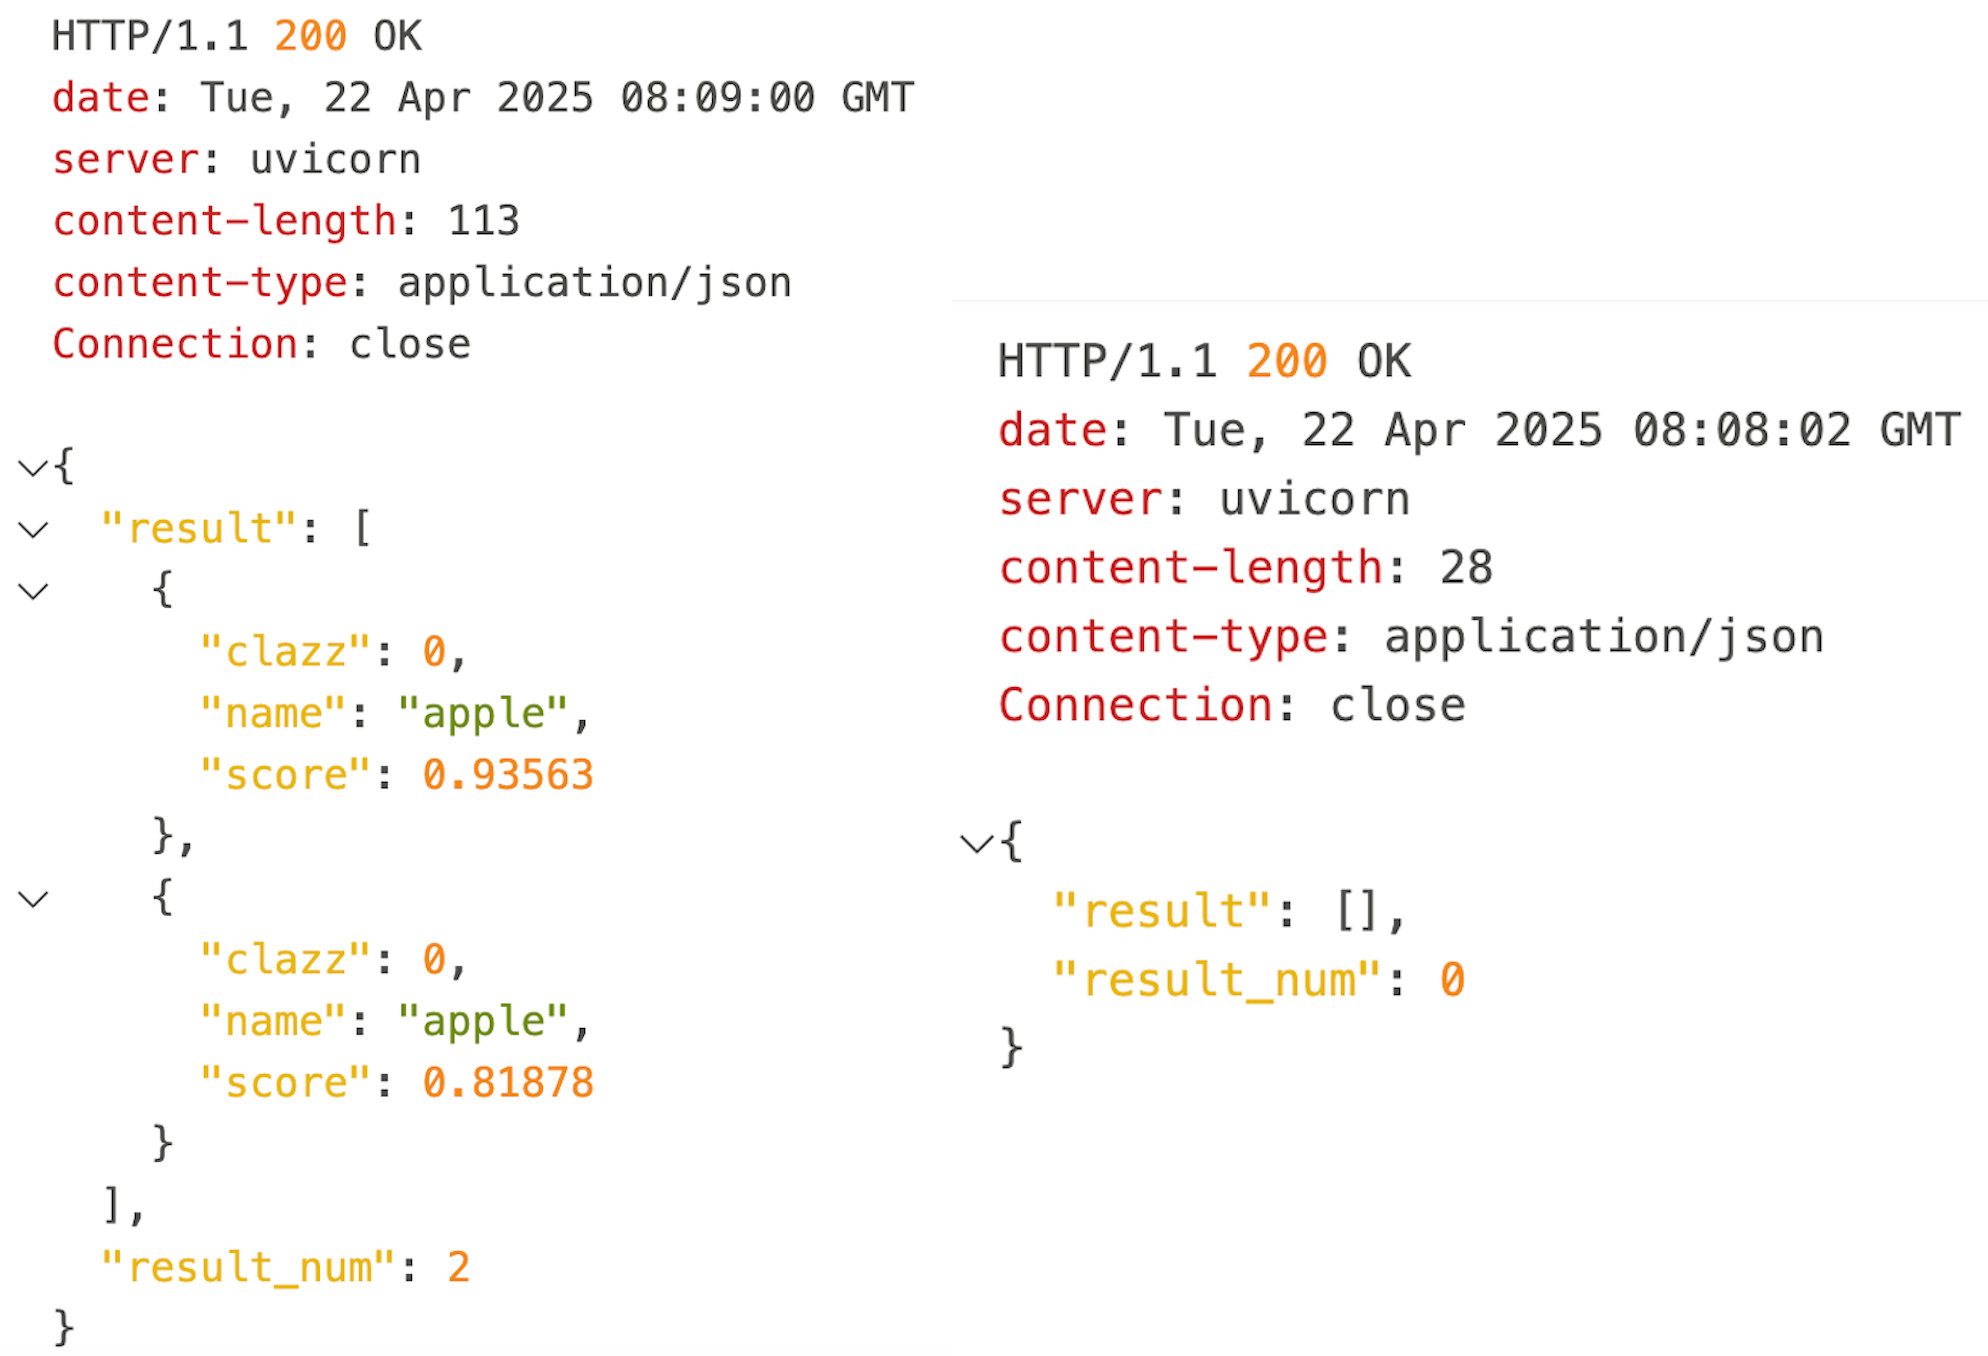 HTTP/1.1 200 OK
date: Tue, 22 Apr 2025 08:09:00 GMT
server: uvicorn
content-length: 113
content-type: application/json
Connection: close
{
"result": [
{
"clazz": 0,
"name": "apple",
"score": 0.93563
},
{
"clazz": 0,
"name": "apple",
"score": 0.81878
}
],
"result_num": 2
}
HTTP/1.1 200 OK
date: Tue, 22 Apr 2025 08:08:02 GMT
server: uvicorn
content-length: 28
content-type: application/json
Connection: close
{
"result": [],
"result_num": 0
}